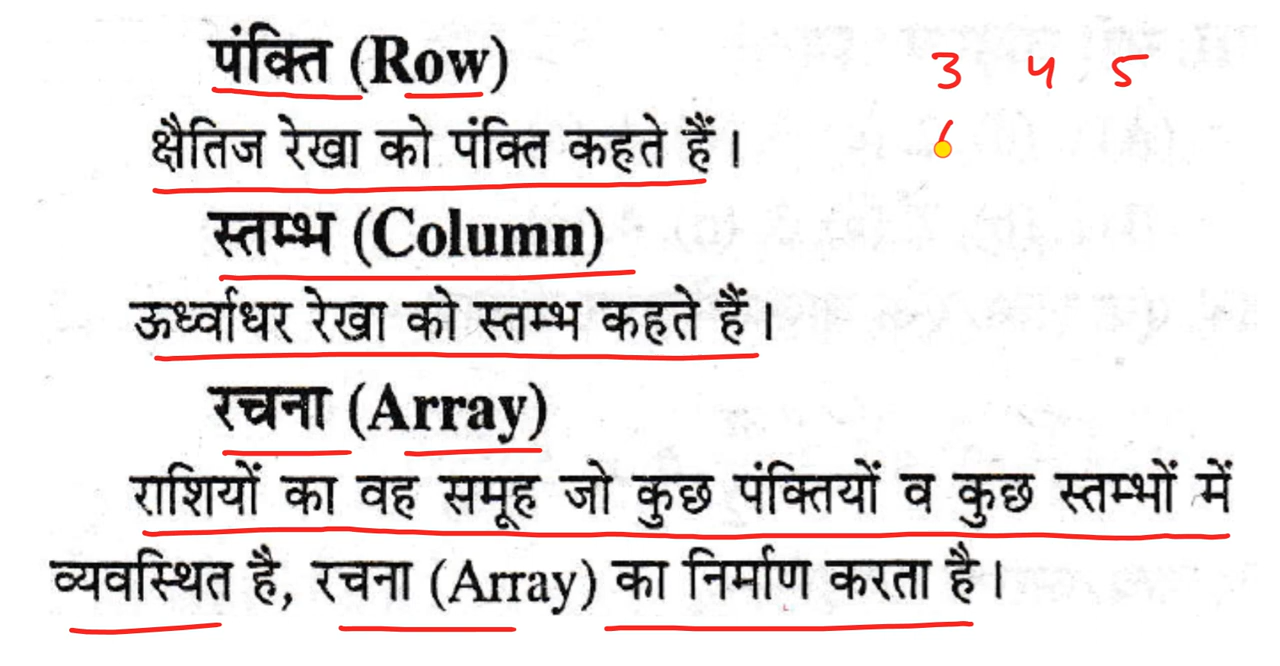 पंक्ति (Row)
3 4 5
क्षैतिज रेखा को पंक्ति कहते हैं।
6
स्तम्भ (Column)
ऊर्ध्वाधर रेखा को स्तम्भ कहते हैं।
रचना (Array)
राशियों का वह समूह जो कुछ पंक्तियों व कुछ स्तम्भों में
व्यवस्थित है, रचना (Array) का निर्माण करता है।